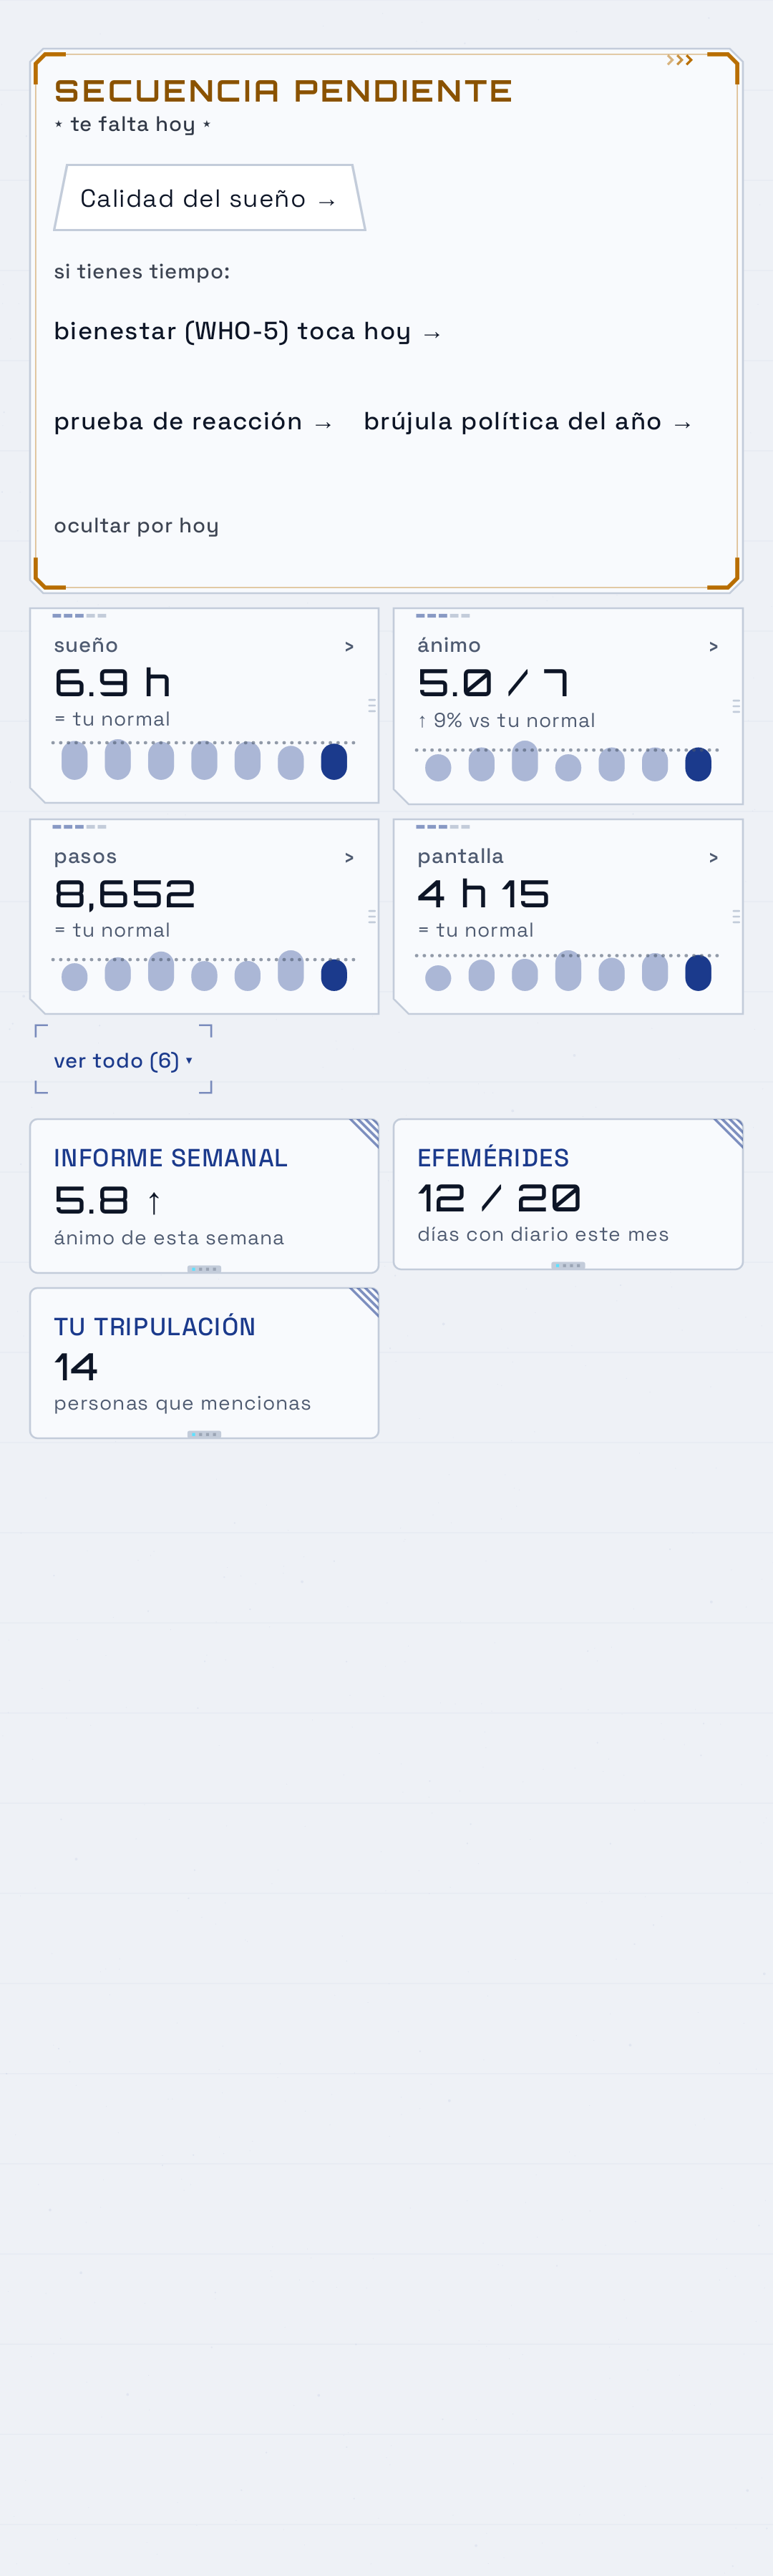 SECUENCIA PENDIENTE
⋆ te falta hoy ⋆
Calidad del sueño →
si tienes tiempo:
bienestar (WHO-5) toca hoy →
prueba de reacción → brújula política del año →
ocultar por hoy
sueño >
6.9 h
= tu normal
ánimo >
5.0 / 7
↑ 9% vs tu normal
pasos >
8,652
= tu normal
pantalla >
4 h 15
= tu normal
ver todo (6) ▾
INFORME SEMANAL
5.8 ↑
ánimo de esta semana
EFEMÉRIDES
12 / 20
días con diario este mes
TU TRIPULACIÓN
14
personas que mencionas